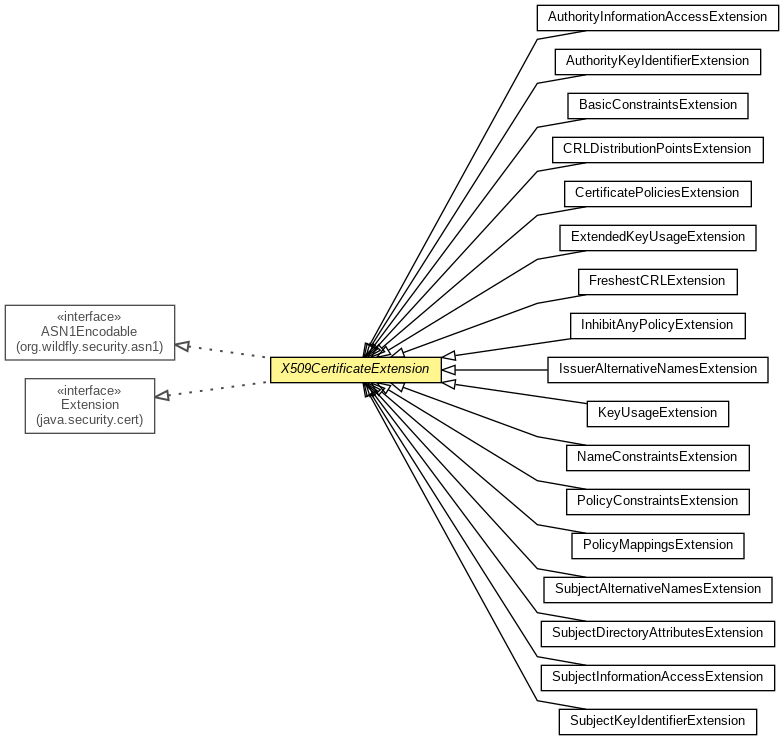 «interface»
ASN1Encodable
(org.wildfly.security.asn1)
«interface»
Extension
(java.security.cert)
X509CertificateExtension
AuthorityInformationAccessExtension
AuthorityKeyIdentifierExtension
BasicConstraintsExtension
CRLDistributionPointsExtension
CertificatePoliciesExtension
ExtendedKeyUsageExtension
FreshestCRLExtension
InhibitAnyPolicyExtension
IssuerAlternativeNamesExtension
KeyUsageExtension
NameConstraintsExtension
PolicyConstraintsExtension
PolicyMappingsExtension
SubjectAlternativeNamesExtension
SubjectDirectoryAttributesExtension
SubjectInformationAccessExtension
SubjectKeyIdentifierExtension